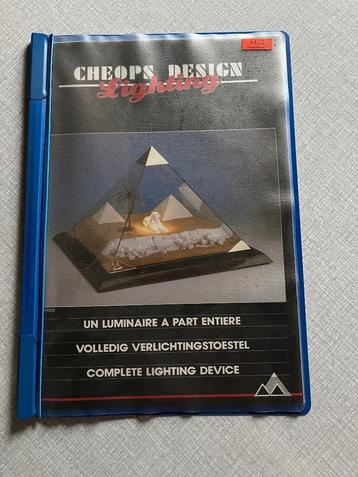 CHEOPS DESIGN
Lighting
UN LUMINAIRE A PART ENTIERE
VOLLEDIG VERLICHTINGSTOESTEL
COMPLETE LIGHTING DEVICE